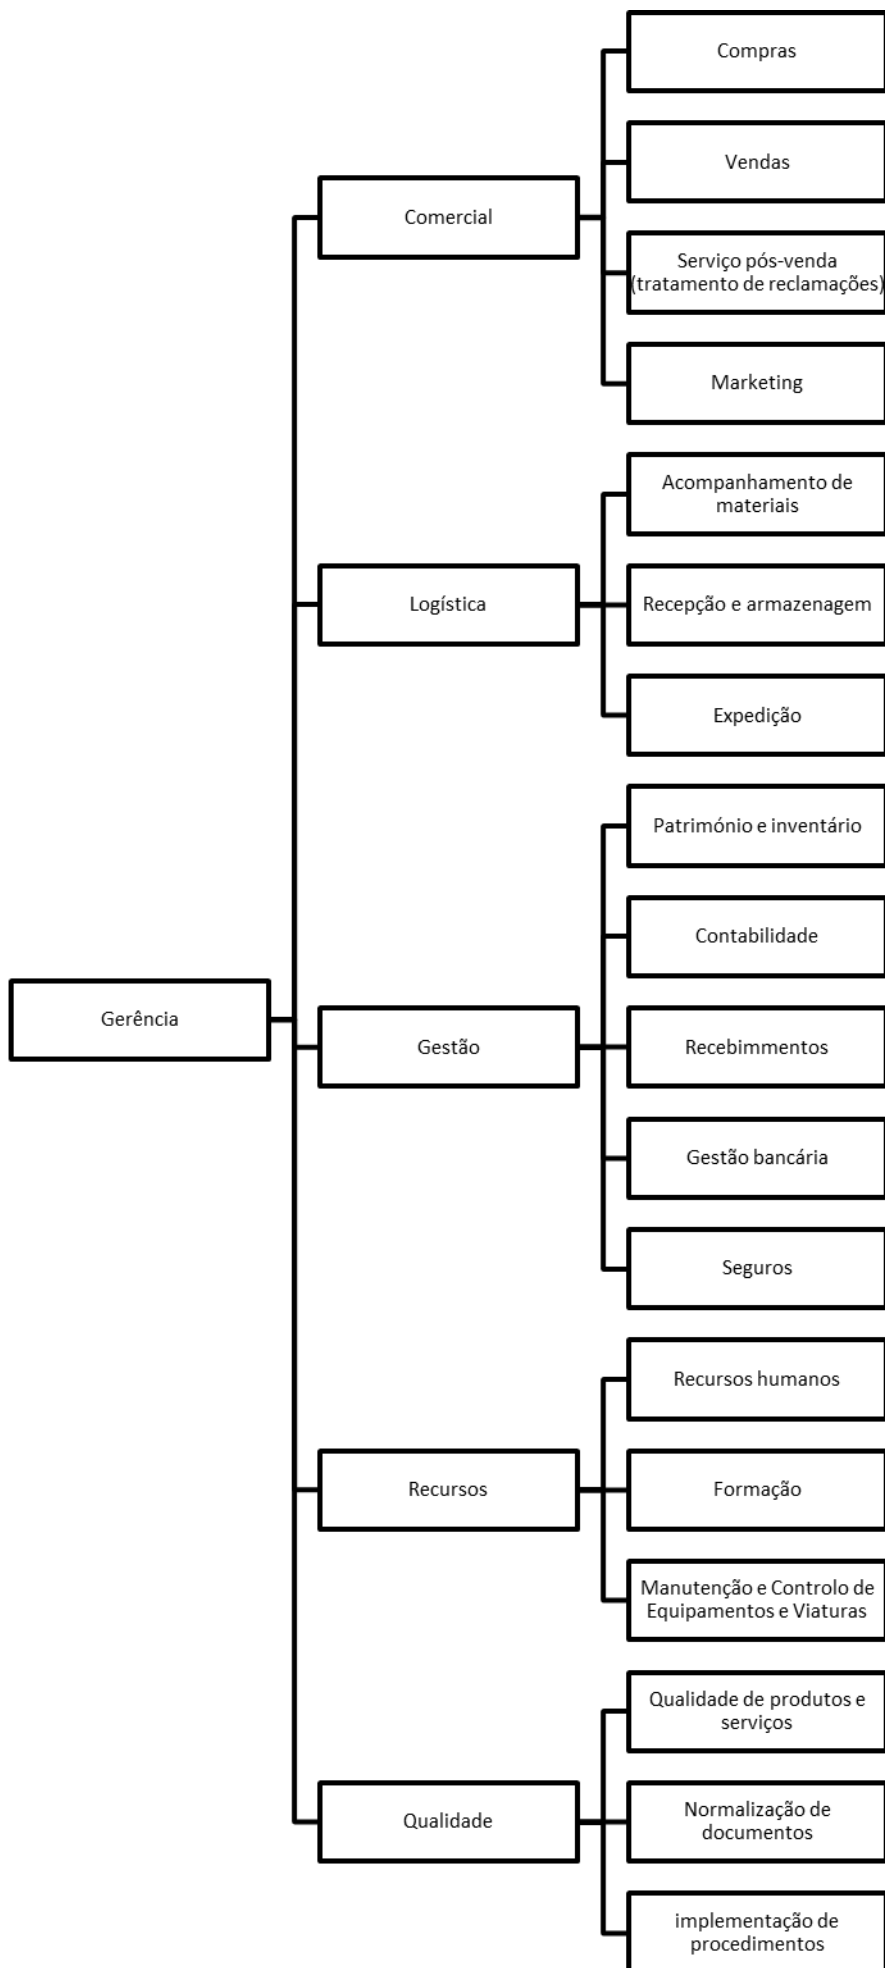 Compras
Vendas
Comercial
Serviço pós-venda
(tratamento de reclamações)
Marketing
Acompanhamento de
materiais
Logística
Recepção e armazenagem
Expedição
Património e inventário
Contabilidade
Gerência
Gestão
Recebimmentos
Gestão bancária
Seguros
Recursos humanos
Recursos
Formação
Manutenção e Controlo de
Equipamentos e Viaturas
Qualidade de produtos e
serviços
Qualidade
Normalização de
documentos
implementação de
procedimentos